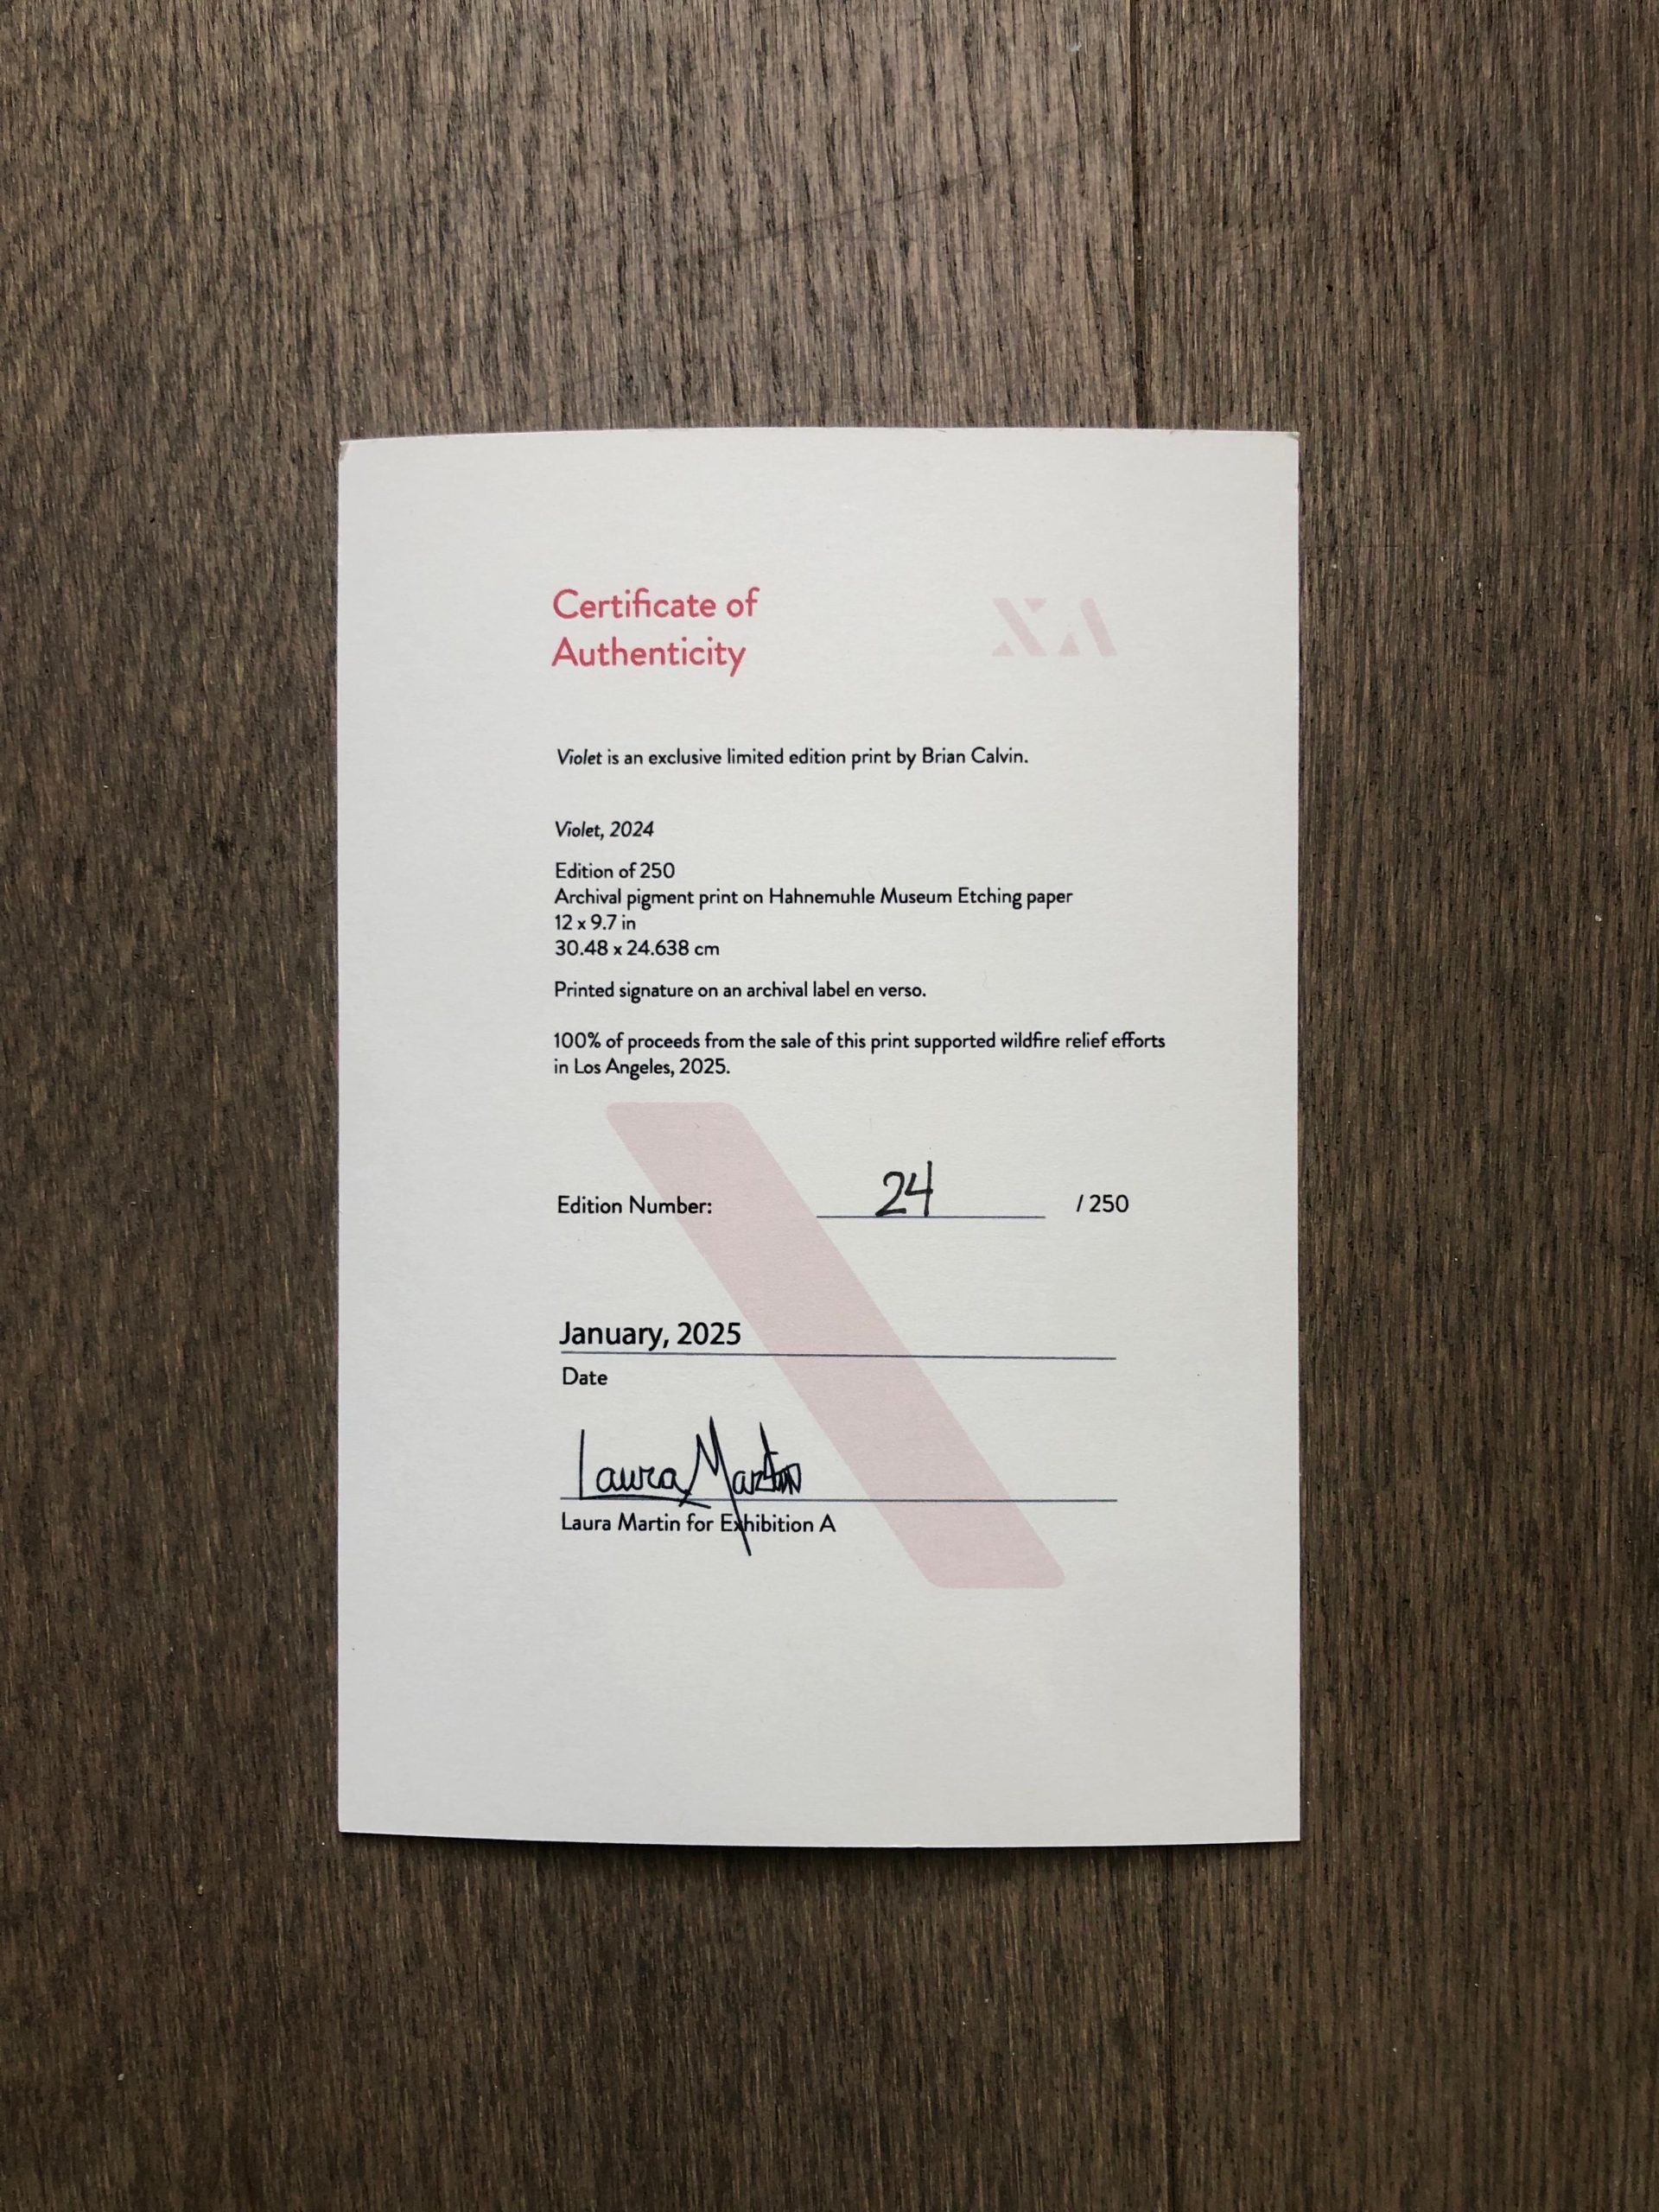 Certificate of
Authenticity
XA
Violet is an exclusive limited edition print by Brian Calvin.
Violet, 2024
Edition of 250
Archival pigment print on Hahnemuhle Museum Etching paper
12 x 9.7 in
30.48 x 24.638 cm
Printed signature on an archival label en verso.
100% of proceeds from the sale of this print supported wildfire relief efforts
in Los Angeles, 2025.
Edition Number: 24 / 250
January, 2025
Date
Laura Martin
Laura Martin for Exhibition A